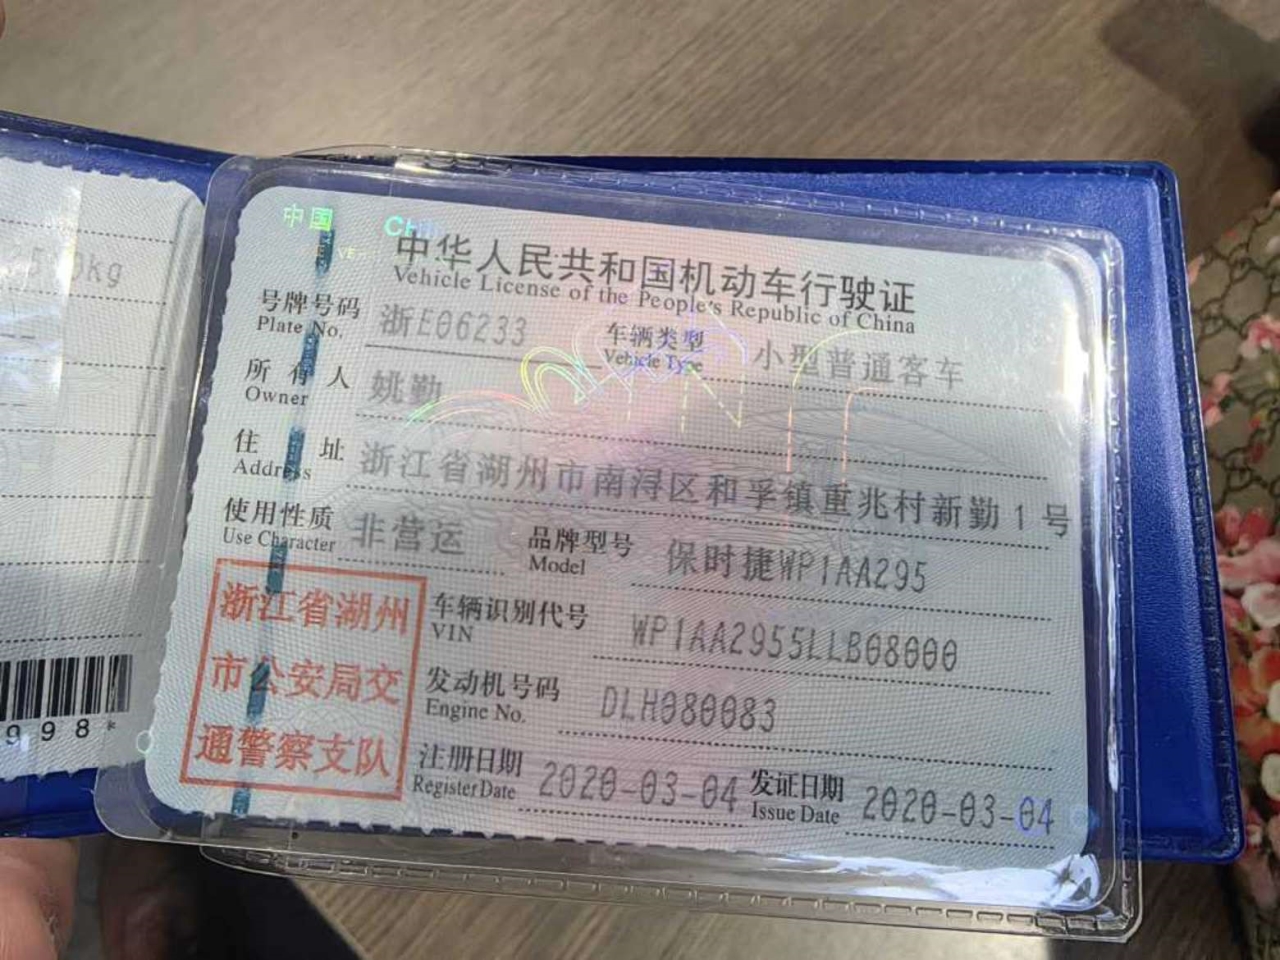 中国 CHI
中华人民共和国机动车行驶证
Vehicle License of the People's Republic of China
号牌号码 浙E06233 车辆类型 小型普通客车
Plate No. Vehicle Type
所有人 姚勤
Owner
住址 浙江省湖州市南浔区和孚镇重兆村新勤1号
Address
使用性质 非营运 品牌型号 保时捷WP1AA295
Use Character Model
浙江省湖州
市公安局交
通警察支队
车辆识别代号 WP1AA2955LLB08000
VIN
发动机号码 DLH080083
Engine No.
注册日期 2020-03-04 发证日期 2020-03-04
Register Date Issue Date
kg
998*